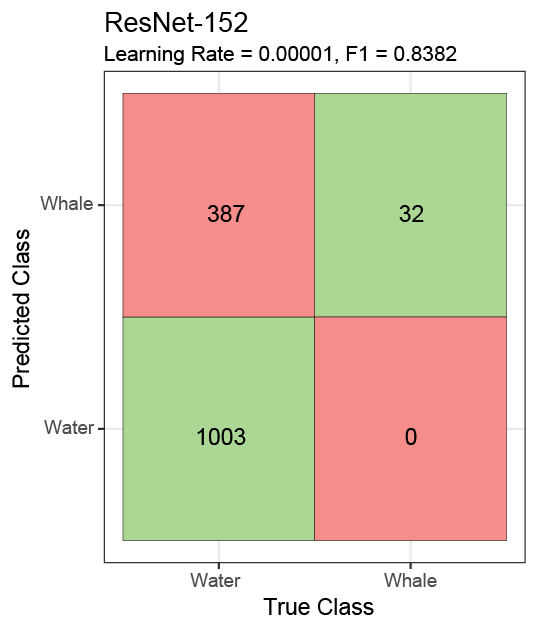 ResNet-152
Learning Rate = 0.00001, F1 = 0.8382
Whale
387
32
Predicted Class
Water
1003
0
Water
Whale
True Class